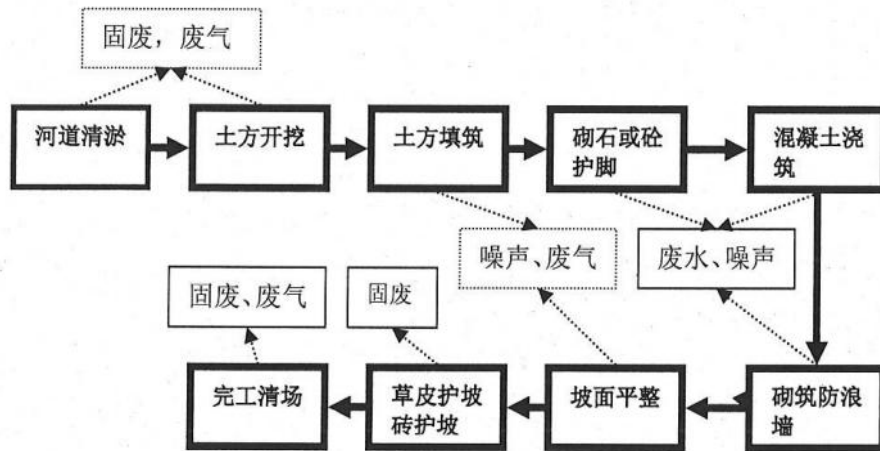 固废，废气
河道清淤
土方开挖
土方填筑
砌石或砼
护脚
混凝土浇
筑
噪声、废气
废水、噪声
固废、废气
固废
完工清场
草皮护坡
砖护坡
坡面平整
砌筑防浪
墙